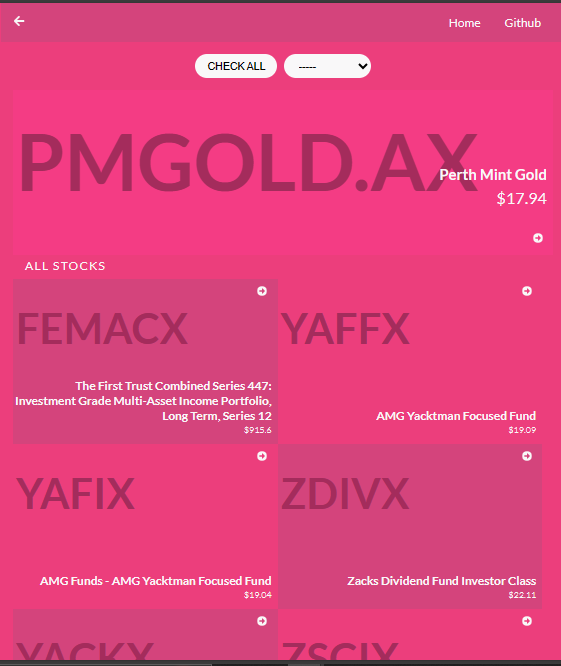 Home Github
CHECK ALL -----
PMGOLD.AX
Perth Mint Gold
$17.94
ALL STOCKS
FEMACX
The First Trust Combined Series 447:
Investment Grade Multi-Asset Income Portfolio,
Long Term, Series 12
$915.6
YAFFX
AMG Yacktman Focused Fund
$19.09
YAFIX
AMG Funds - AMG Yacktman Focused Fund
$19.04
ZDIVX
Zacks Dividend Fund Investor Class
$22.11
YACKX
ZSCIX